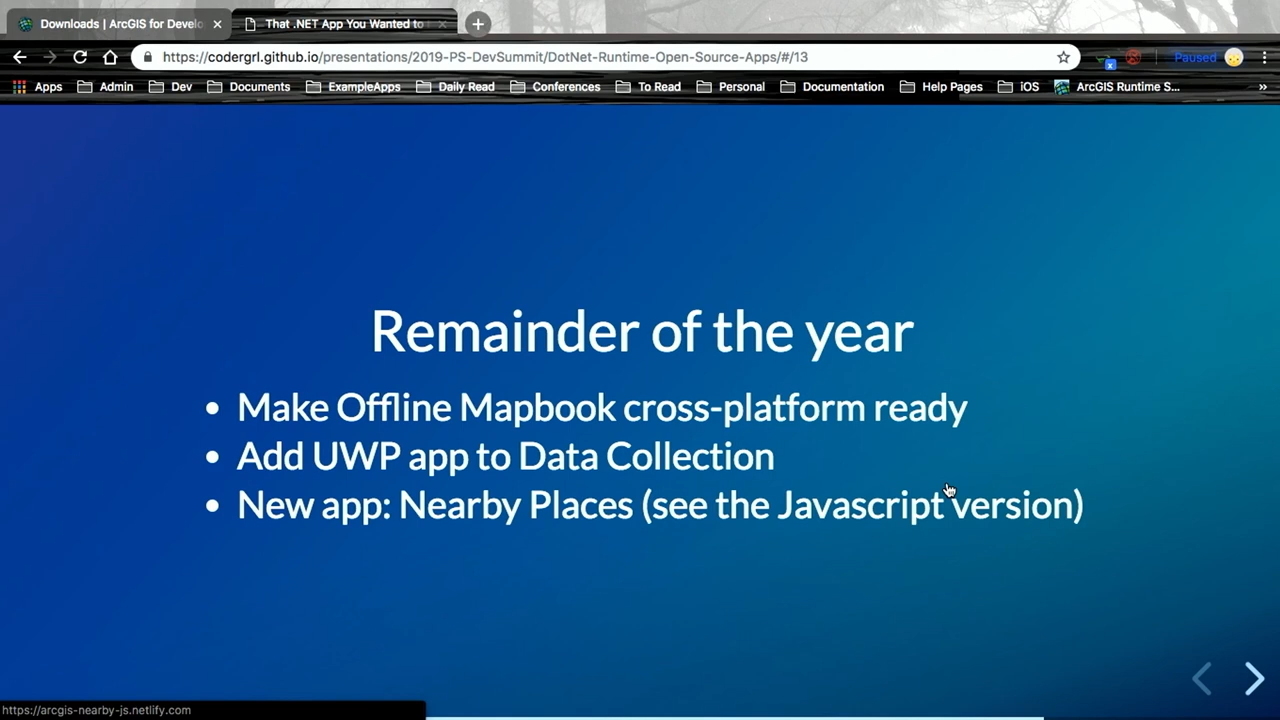 Downloads | ArcGIS for Develo
That .NET App You Wanted to
https://codergrl.github.io/presentations/2019-PS-DevSummit/DotNet-Runtime-Open-Source-Apps/#/13
Paused
Apps Admin Dev Documents ExampleApps Daily Read Conferences To Read Personal Documentation Help Pages iOS ArcGIS Runtime S... »
Remainder of the year
• Make Offline Mapbook cross-platform ready
• Add UWP app to Data Collection
• New app: Nearby Places (see the Javascript version)
https://arcgis-nearby-js.netlify.com